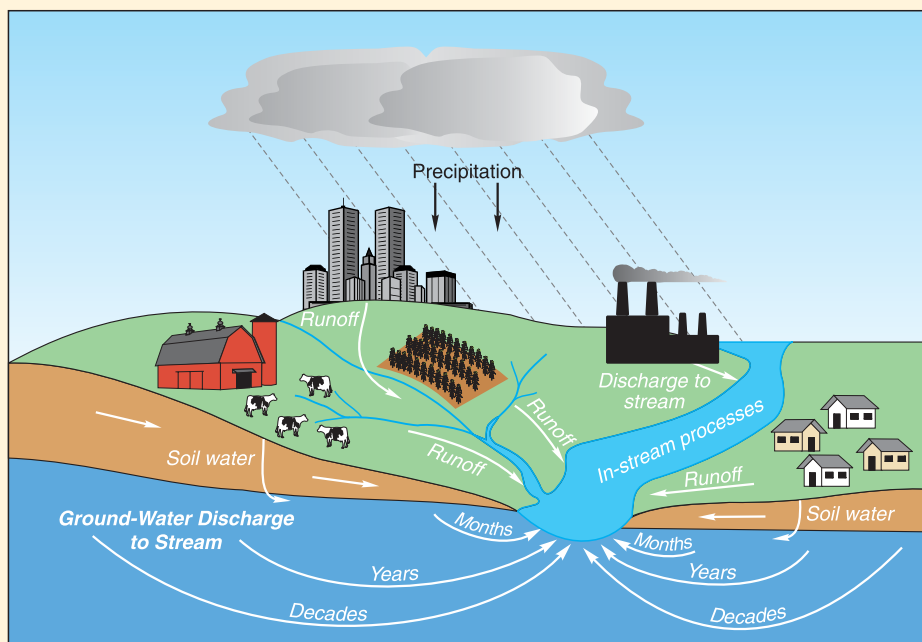 Precipitation
Runoff
Discharge to
stream
Runoff
In-stream processes
Runoff
Runoff
Soil water
Soil water
Ground-Water Discharge
to Stream
Months
Months
Years
Years
Decades
Decades